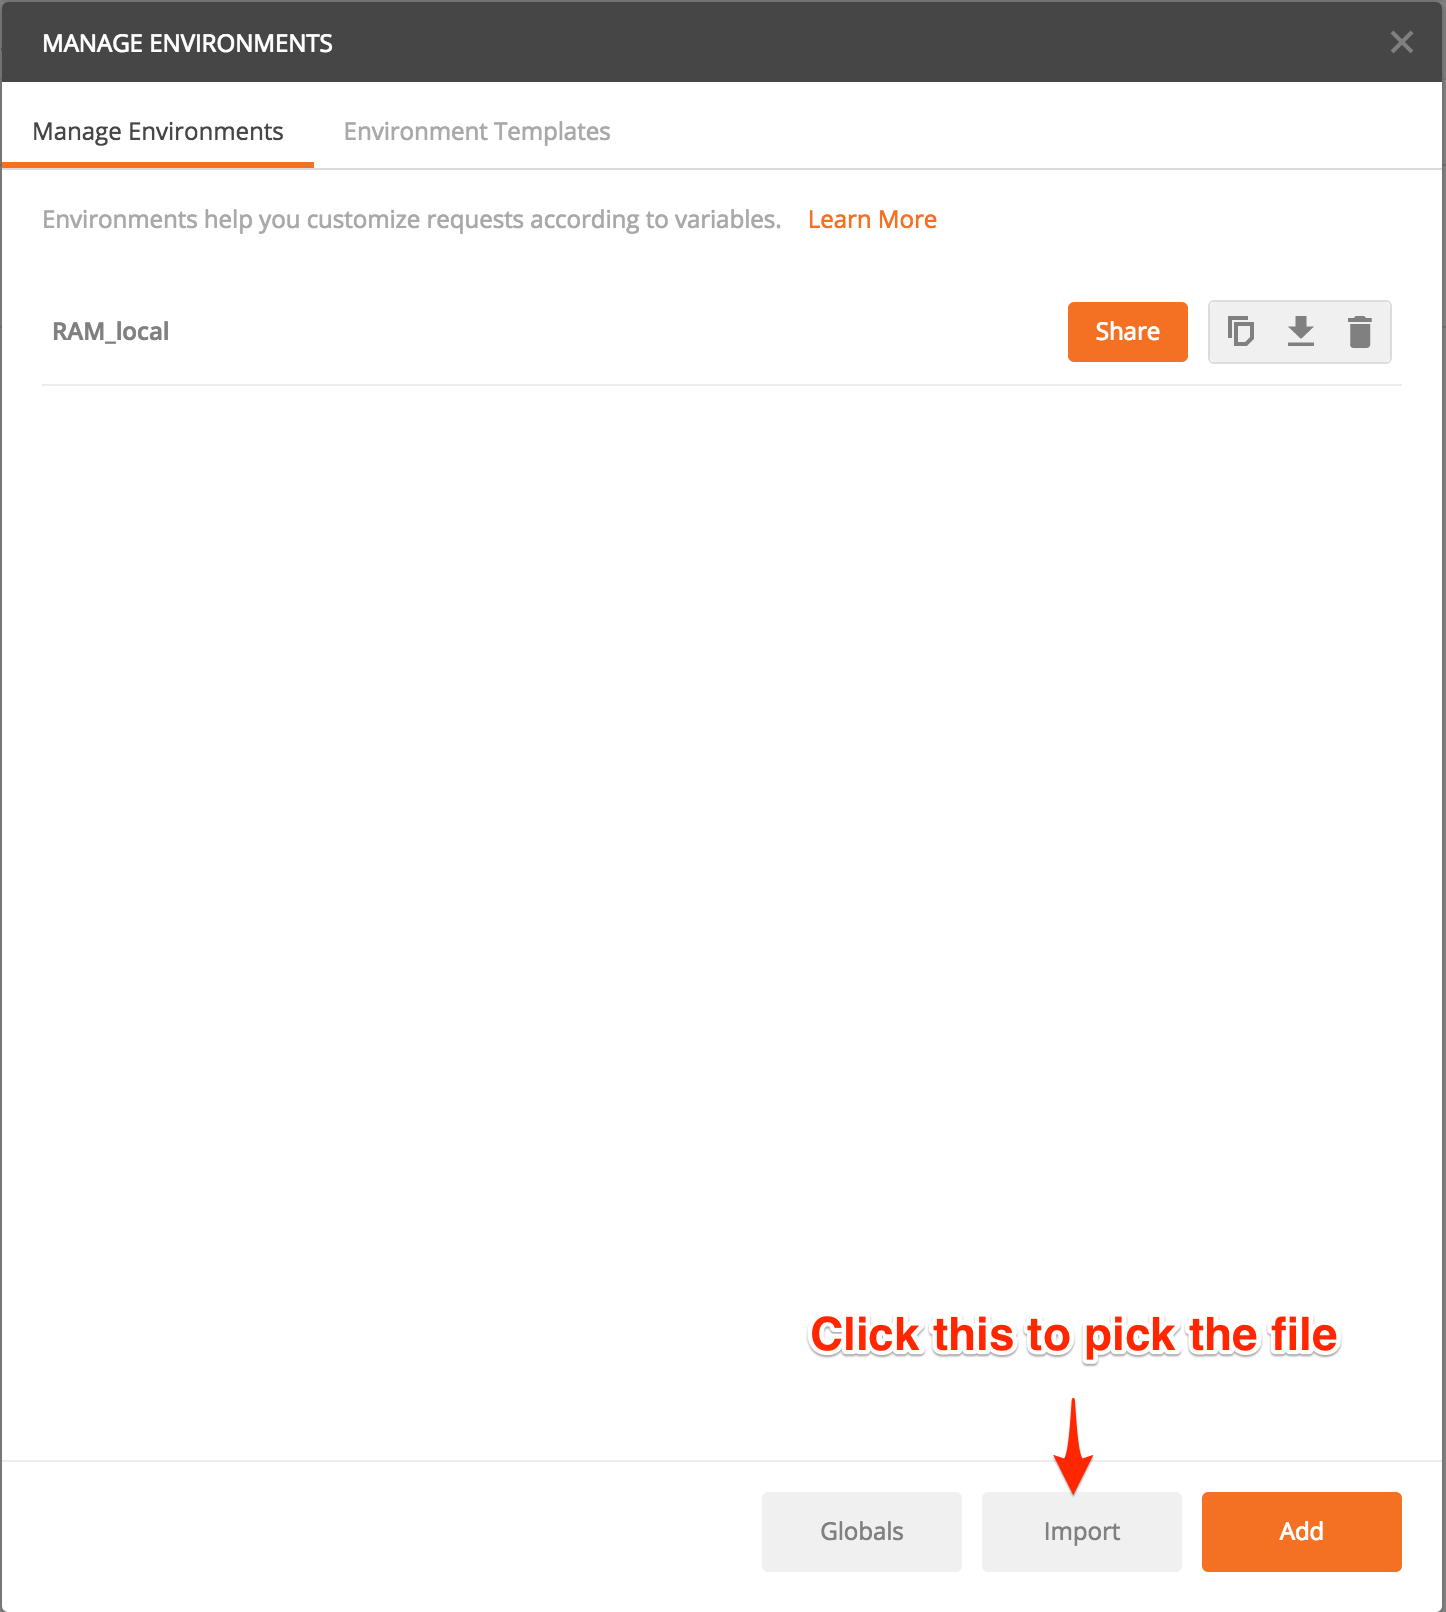 MANAGE ENVIRONMENTS
Manage Environments Environment Templates
Environments help you customize requests according to variables. Learn More
RAM_local Share
Click this to pick the file
Globals Import Add